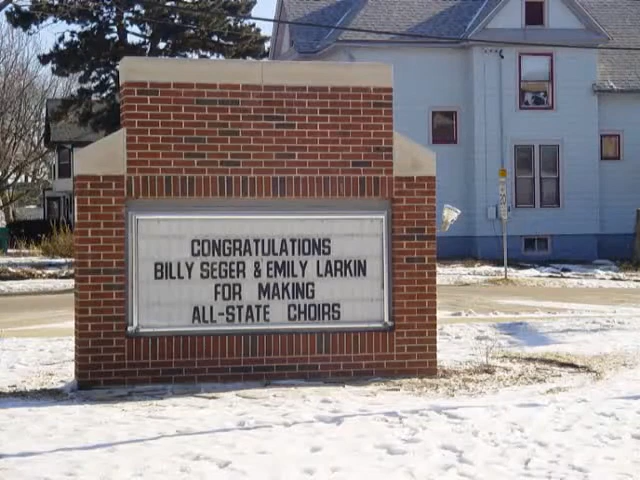 CONGRATULATIONS
BILLY SEGER & EMILY LARKIN
FOR MAKING
ALL-STATE CHOIRS